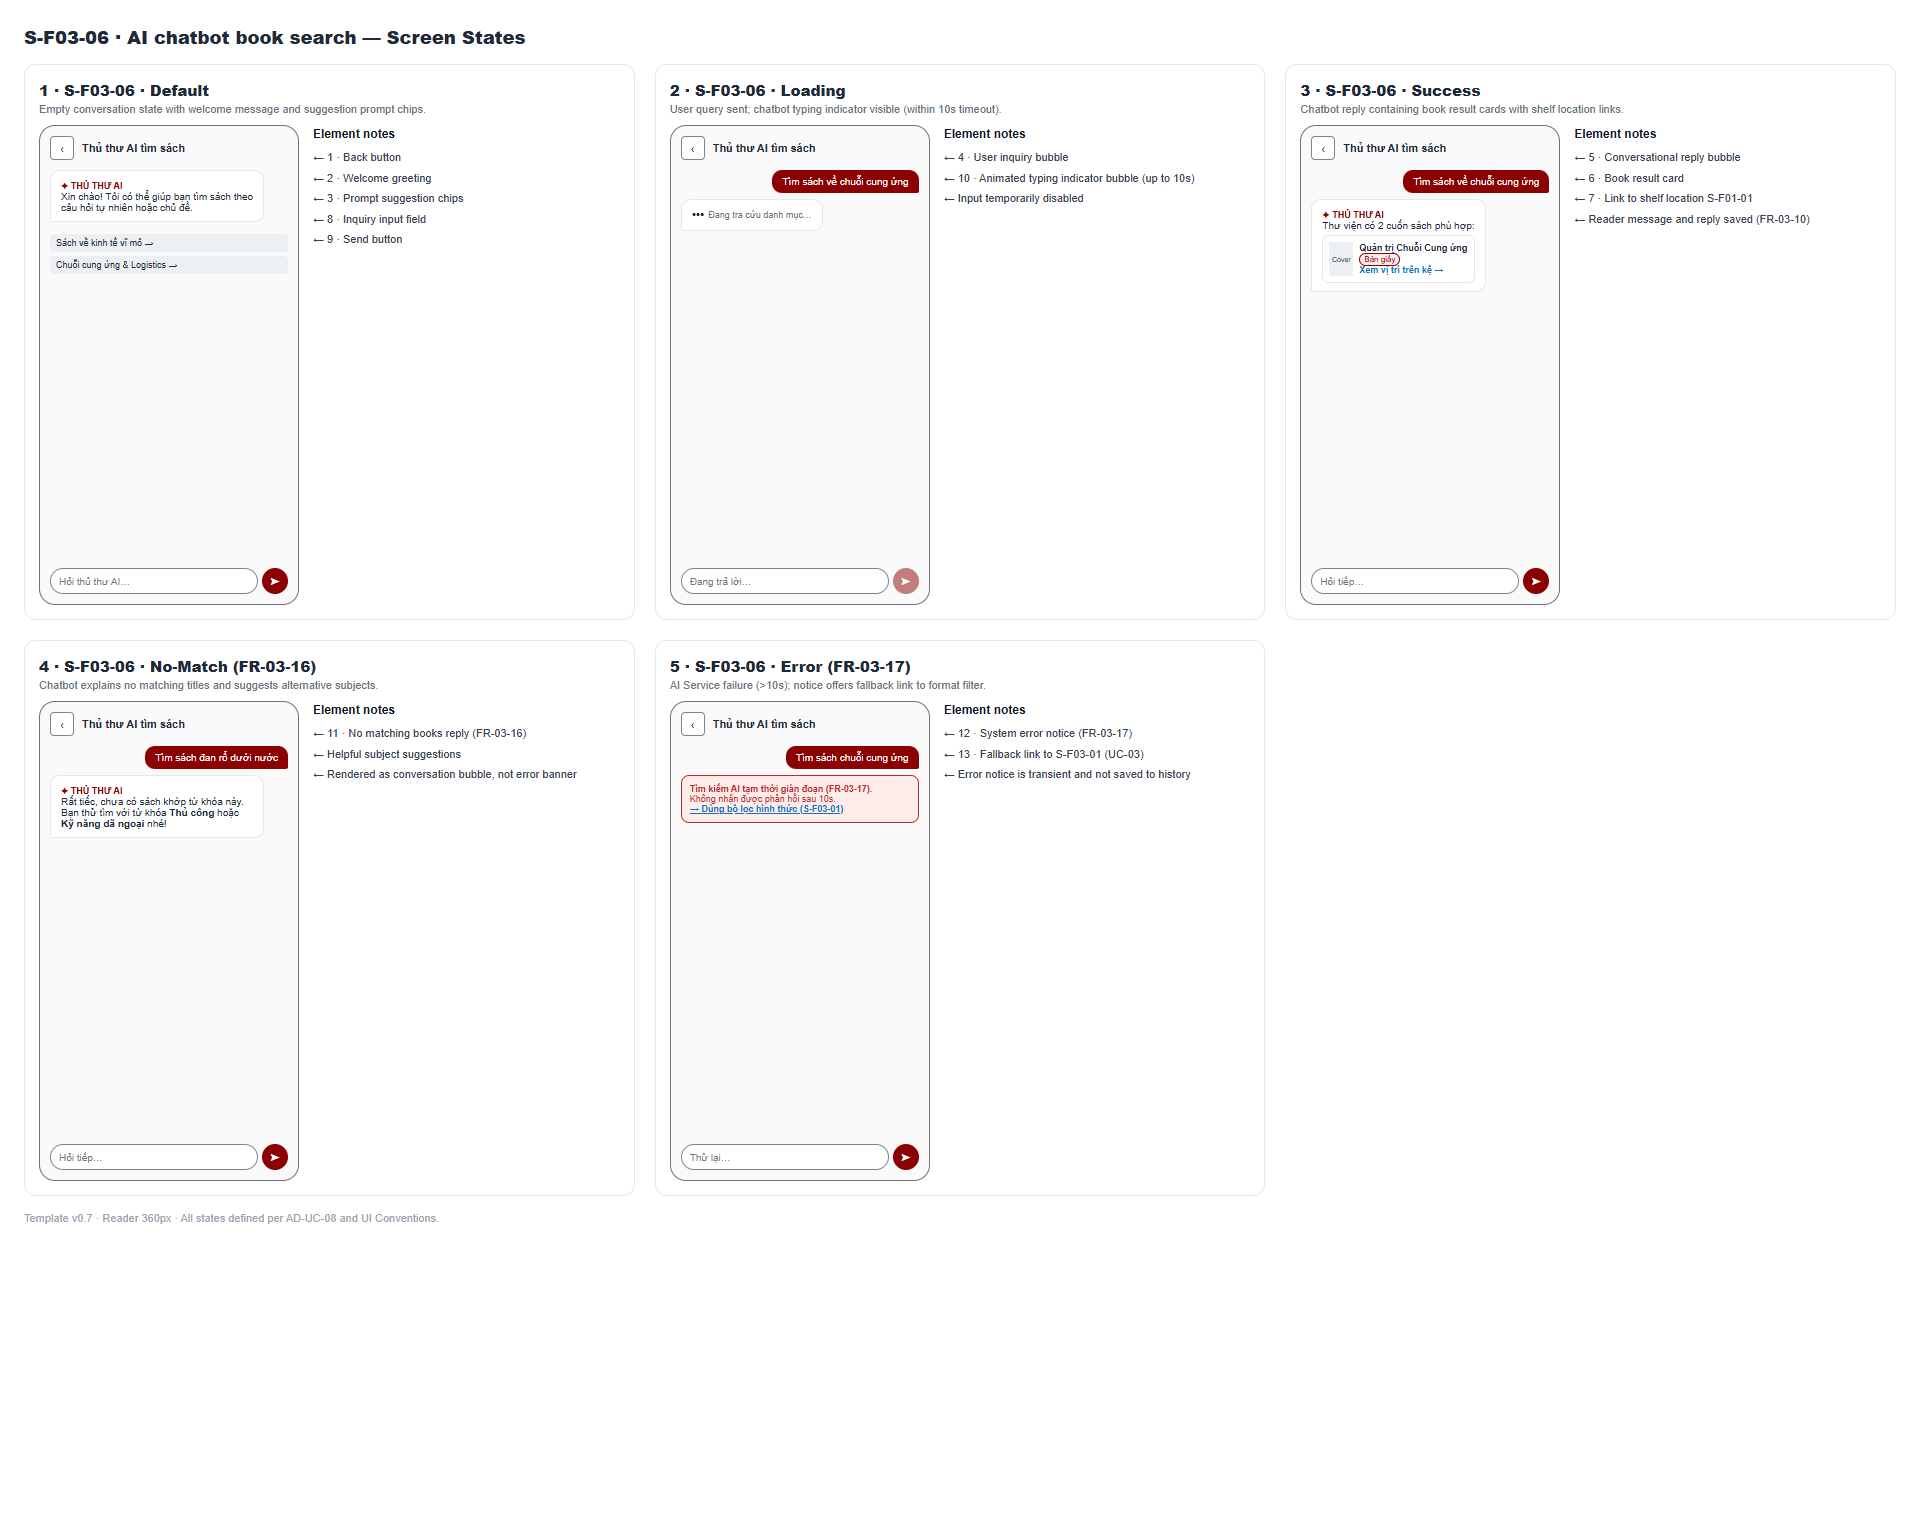 S-F03-06 · AI chatbot book search — Screen States
1 · S-F03-06 · Default
Empty conversation state with welcome message and suggestion prompt chips.
‹
Thủ thư AI tìm sách
✦ THỦ THƯ AI
Xin chào! Tôi có thể giúp bạn tìm sách theo
câu hỏi tự nhiên hoặc chủ đề.
Sách về kinh tế vĩ mô →
Chuỗi cung ứng & Logistics →
Hỏi thủ thư AI...
➤
Element notes
← 1 · Back button
← 2 · Welcome greeting
← 3 · Prompt suggestion chips
← 8 · Inquiry input field
← 9 · Send button
2 · S-F03-06 · Loading
User query sent; chatbot typing indicator visible (within 10s timeout).
‹
Thủ thư AI tìm sách
Tìm sách về chuỗi cung ứng
••• Đang tra cứu danh mục...
Đang trả lời...
➤
Element notes
← 4 · User inquiry bubble
← 10 · Animated typing indicator bubble (up to 10s)
← Input temporarily disabled
3 · S-F03-06 · Success
Chatbot reply containing book result cards with shelf location links.
‹
Thủ thư AI tìm sách
Tìm sách về chuỗi cung ứng
✦ THỦ THƯ AI
Thư viện có 2 cuốn sách phù hợp:
Cover
Quản trị Chuỗi Cung ứng
Bản giấy
Xem vị trí trên kệ →
Hỏi tiếp...
➤
Element notes
← 5 · Conversational reply bubble
← 6 · Book result card
← 7 · Link to shelf location S-F01-01
← Reader message and reply saved (FR-03-10)
4 · S-F03-06 · No-Match (FR-03-16)
Chatbot explains no matching titles and suggests alternative subjects.
‹
Thủ thư AI tìm sách
Tìm sách đan rổ dưới nước
✦ THỦ THƯ AI
Rất tiếc, chưa có sách khớp từ khóa này.
Bạn thử tìm với từ khóa Thủ công hoặc
Kỹ năng dã ngoại nhé!
Hỏi tiếp...
➤
Element notes
← 11 · No matching books reply (FR-03-16)
← Helpful subject suggestions
← Rendered as conversation bubble, not error banner
5 · S-F03-06 · Error (FR-03-17)
AI Service failure (>10s); notice offers fallback link to format filter.
‹
Thủ thư AI tìm sách
Tìm sách chuỗi cung ứng
Tìm kiếm AI tạm thời gián đoạn (FR-03-17).
Không nhận được phản hồi sau 10s.
→ Dùng bộ lọc hình thức (S-F03-01)
Thử lại...
➤
Element notes
← 12 · System error notice (FR-03-17)
← 13 · Fallback link to S-F03-01 (UC-03)
← Error notice is transient and not saved to history
Template v0.7 · Reader 360px · All states defined per AD-UC-08 and UI Conventions.